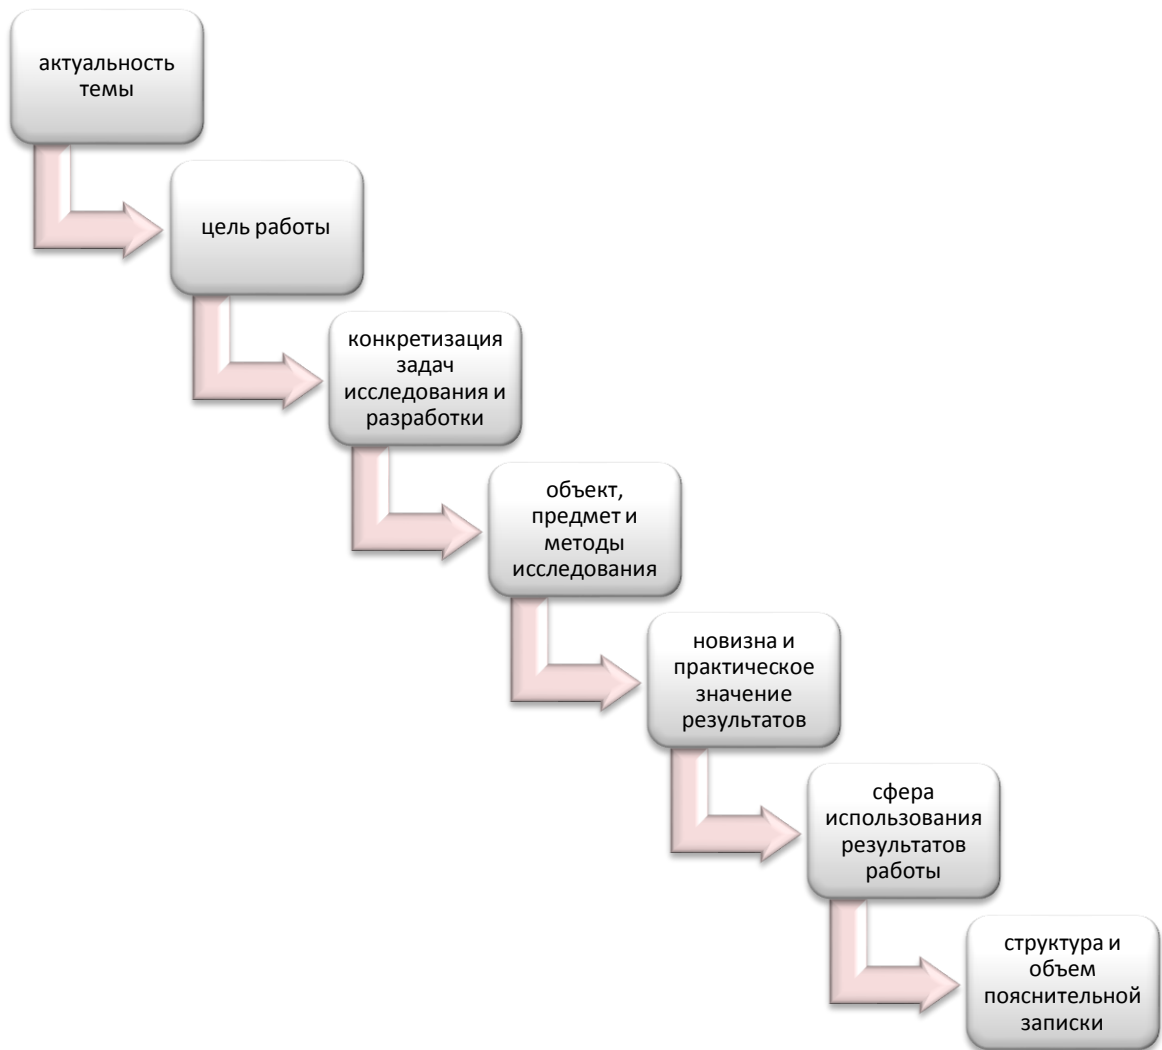 актуальность
темы
цель работы
конкретизация
задач
исследования и
разработки
объект,
предмет и
методы
исследования
новизна и
практическое
значение
результатов
сфера
использования
результатов
работы
структура и
объем
пояснительной
записки